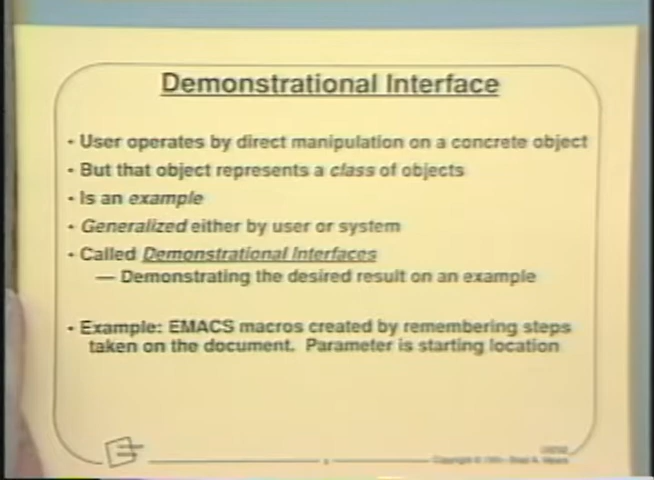 Demonstrational Interface
• User operates by direct manipulation on a concrete object
• But that object represents a class of objects
• Is an example
• Generalized either by user or system
• Called Demonstrational Interfaces
— Demonstrating the desired result on an example
• Example: EMACS macros created by remembering steps
taken on the document. Parameter is starting location
Copyright ©